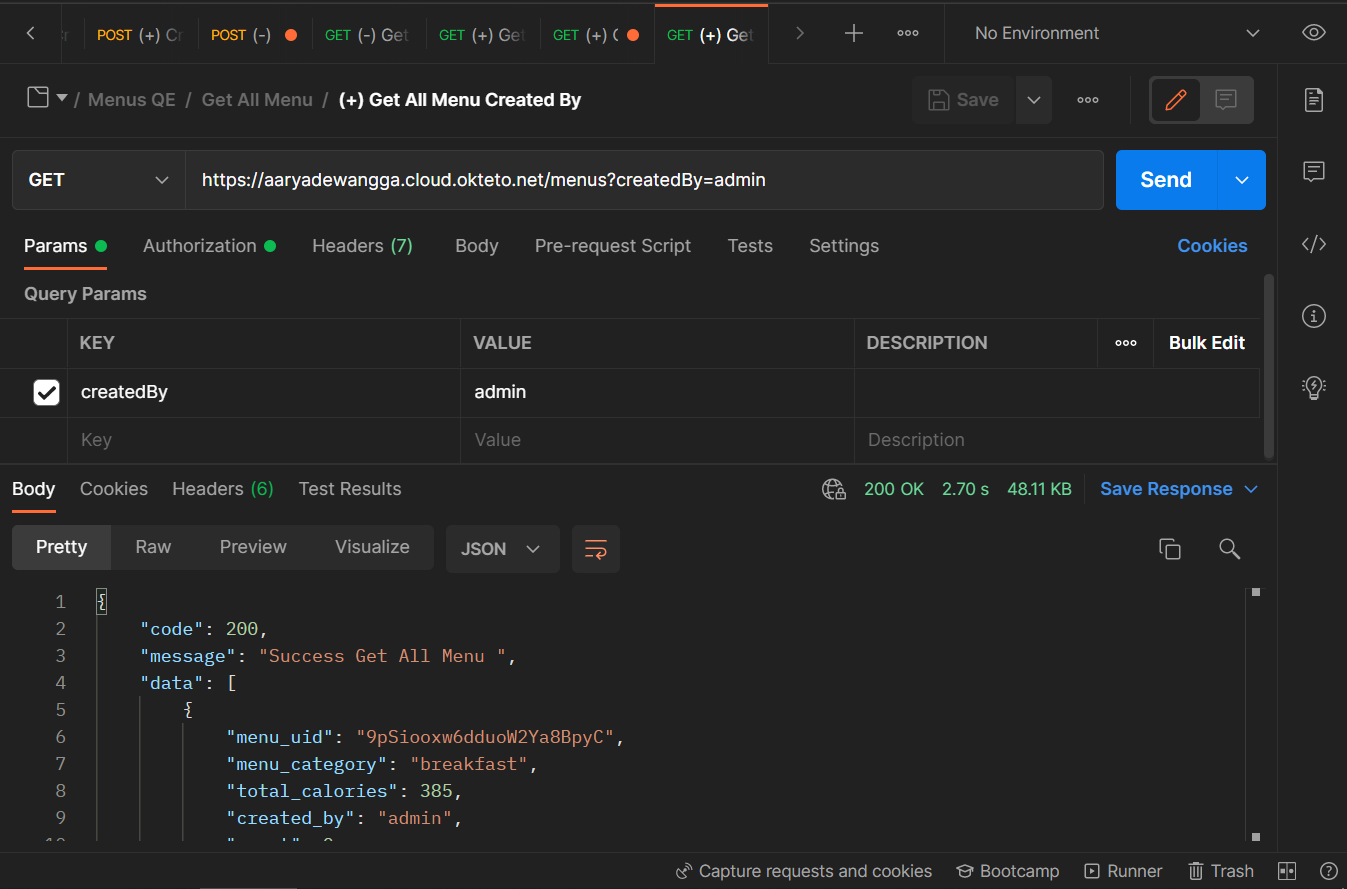 POST (+) Cr POST (-) GET (-) Get GET (+) Get GET (+) GET (+) Get No Environment
/ Menus QE / Get All Menu / (+) Get All Menu Created By Save
GET https://aaryadewangga.cloud.okteto.net/menus?createdBy=admin Send
Params Authorization Headers (7) Body Pre-request Script Tests Settings Cookies
Query Params
KEY VALUE DESCRIPTION Bulk Edit
createdBy admin
Key Value Description
Body Cookies Headers (6) Test Results 200 OK 2.70 s 48.11 KB Save Response
Pretty Raw Preview Visualize JSON
1 {
2 "code": 200,
3 "message": "Success Get All Menu ",
4 "data": [
5 {
6 "menu_uid": "9pSiooxw6dduoW2Ya8BpyC",
7 "menu_category": "breakfast",
8 "total_calories": 385,
9 "created_by": "admin",
Capture requests and cookies Bootcamp Runner Trash